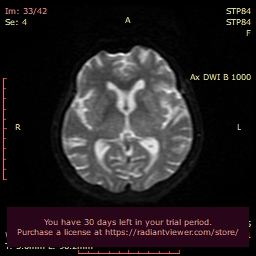 Im: 33/42
STP84
Se: 4
STP84
A
F
Ax DWI B 1000
R
L
You have 30 days left in your trial period.
Purchase a license at https://radiantviewer.com/store/